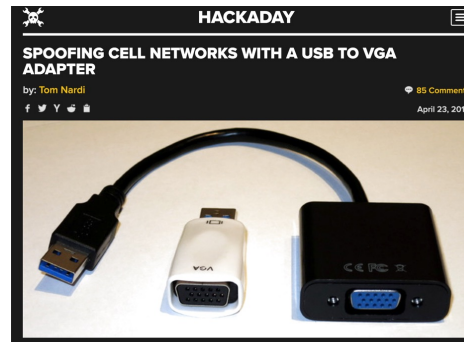 HACKADAY
SPOOFING CELL NETWORKS WITH A USB TO VGA
ADAPTER
by: Tom Nardi
85 Comment
April 23, 201
VGA
CE FC